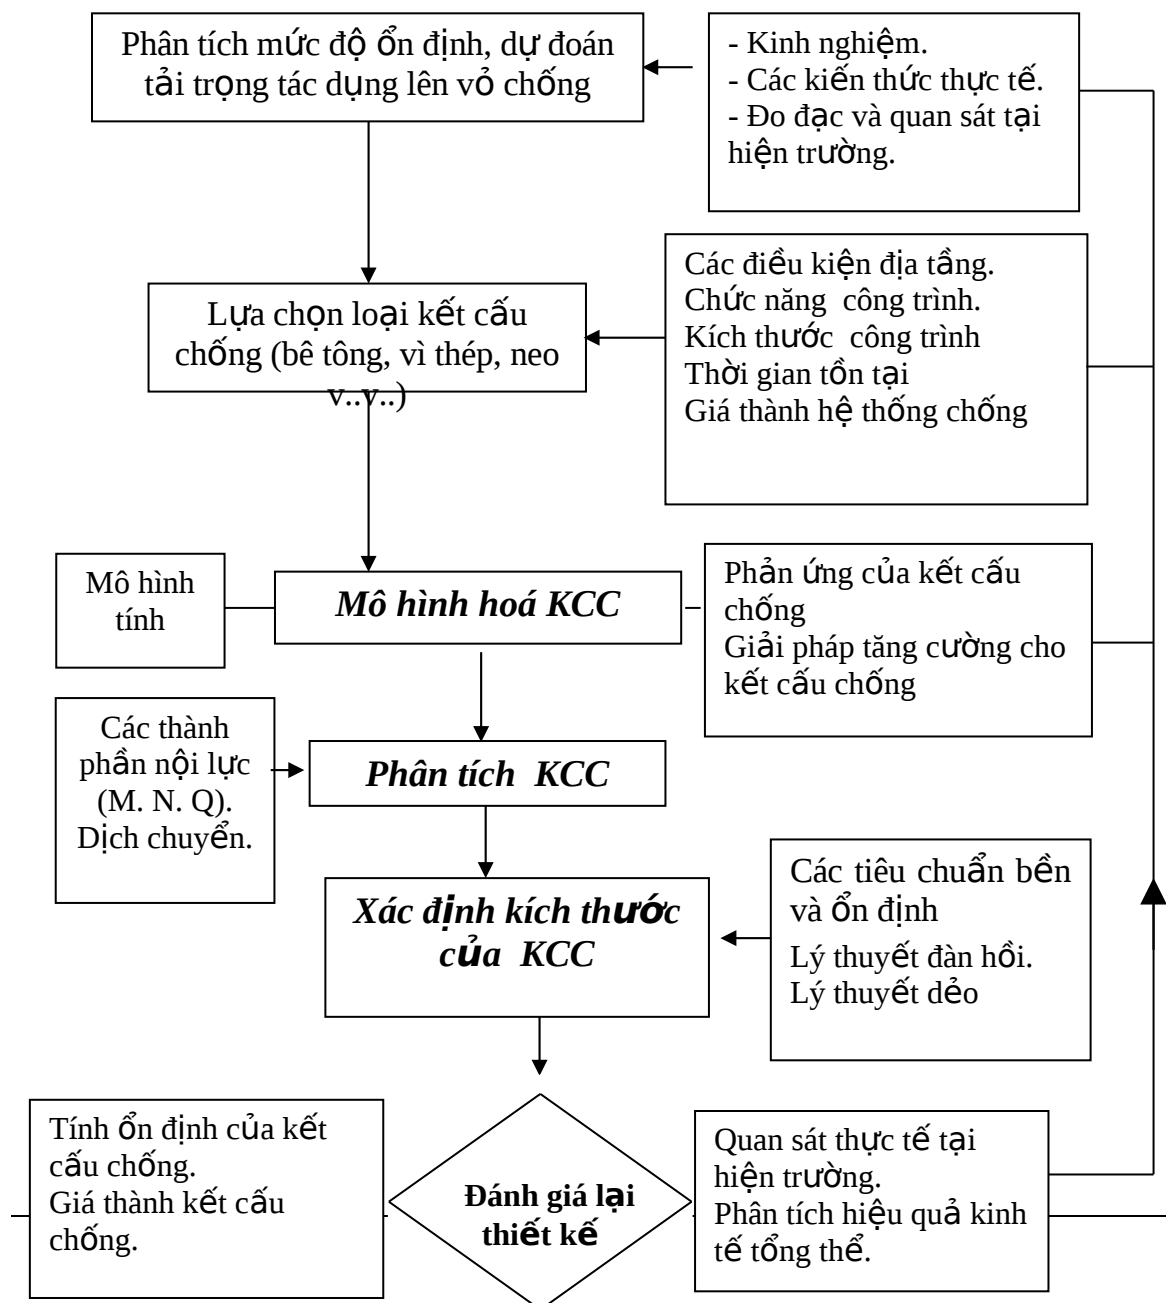 Phân tích mức độ ổn định, dự đoán
tải trọng tác dụng lên vỏ chống
- Kinh nghiệm.
- Các kiến thức thực tế.
- Đo đạc và quan sát tại
hiện trường.
Lựa chọn loại kết cấu
chống (bê tông, vì thép, neo
v..v..)
Các điều kiện địa tầng.
Chức năng công trình.
Kích thước công trình
Thời gian tồn tại
Giá thành hệ thống chống
Mô hình
tính
Mô hình hoá KCC
Phản ứng của kết cấu
chống
Giải pháp tăng cường cho
kết cấu chống
Các thành
phần nội lực
(M. N. Q).
Dịch chuyển.
Phân tích KCC
Xác định kích thước
của KCC
Các tiêu chuẩn bền
và ổn định
Lý thuyết đàn hồi.
Lý thuyết dẻo
Tính ổn định của kết
cấu chống.
Giá thành kết cấu
chống.
Đánh giá lại
thiết kế
Quan sát thực tế tại
hiện trường.
Phân tích hiệu quả kinh
tế tổng thể.